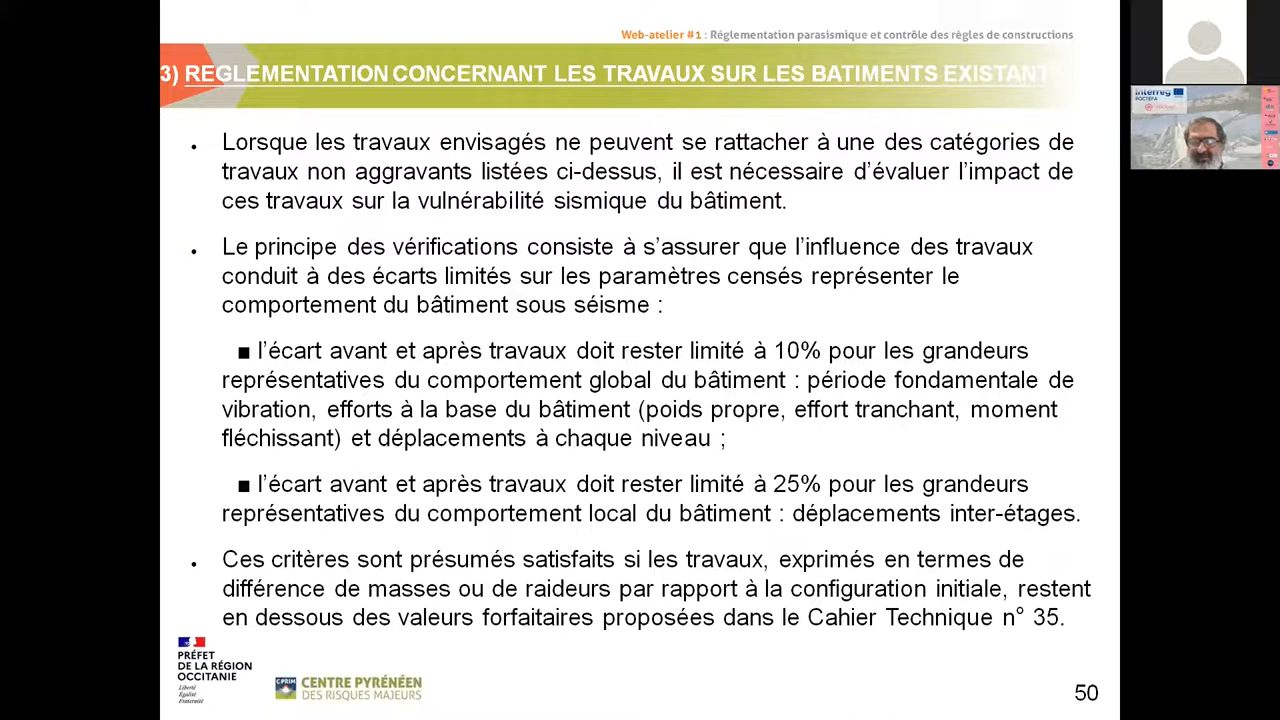 Web-atelier #1 : Réglementation parasismique et contrôle des règles de constructions
3) REGLEMENTATION CONCERNANT LES TRAVAUX SUR LES BATIMENTS EXISTANT
• Lorsque les travaux envisagés ne peuvent se rattacher à une des catégories de
travaux non aggravants listées ci-dessus, il est nécessaire d’évaluer l’impact de
ces travaux sur la vulnérabilité sismique du bâtiment.
• Le principe des vérifications consiste à s’assurer que l’influence des travaux
conduit à des écarts limités sur les paramètres censés représenter le
comportement du bâtiment sous séisme :
■ l’écart avant et après travaux doit rester limité à 10% pour les grandeurs
représentatives du comportement global du bâtiment : période fondamentale de
vibration, efforts à la base du bâtiment (poids propre, effort tranchant, moment
fléchissant) et déplacements à chaque niveau ;
■ l’écart avant et après travaux doit rester limité à 25% pour les grandeurs
représentatives du comportement local du bâtiment : déplacements inter-étages.
• Ces critères sont présumés satisfaits si les travaux, exprimés en termes de
différence de masses ou de raideurs par rapport à la configuration initiale, restent
en dessous des valeurs forfaitaires proposées dans le Cahier Technique n° 35.
PRÉFET
DE LA RÉGION
OCCITANIE
Liberté
Égalité
Fraternité
CPRIM
CENTRE PYRÉNÉEN
DES RISQUES MAJEURS
50
Interreg
POCTEFA